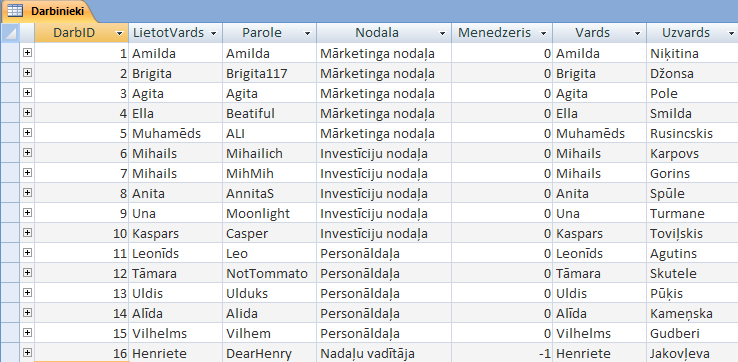 Darbinieki
DarbID LietotVards Parole Nodala Menedzeris Vards Uzvards
1 Amilda Amilda Mārketinga nodaļa 0 Amilda Niķitina
2 Brigita Brigita117 Mārketinga nodaļa 0 Brigita Džonsa
3 Agita Agita Mārketinga nodaļa 0 Agita Pole
4 Ella Beatiful Mārketinga nodaļa 0 Ella Smilda
5 Muhamēds ALI Mārketinga nodaļa 0 Muhamēds Rusincskis
6 Mihails Mihailich Investīciju nodaļa 0 Mihails Karpovs
7 Mihails MihMih Investīciju nodaļa 0 Mihails Gorins
8 Anita AnnitaS Investīciju nodaļa 0 Anita Spūle
9 Una Moonlight Investīciju nodaļa 0 Una Turmane
10 Kaspars Casper Investīciju nodaļa 0 Kaspars Toviļskis
11 Leonīds Leo Personāldaļa 0 Leonīds Agutins
12 Tāmara NotTommato Personāldaļa 0 Tāmara Skutele
13 Uldis Ulduks Personāldaļa 0 Uldis Pūķis
14 Alīda Alida Personāldaļa 0 Alīda Kameņska
15 Vilhelms Vilhem Personāldaļa 0 Vilhelms Gudberi
16 Henriete DearHenry Nadaļu vadītāja -1 Henriete Jakovļeva